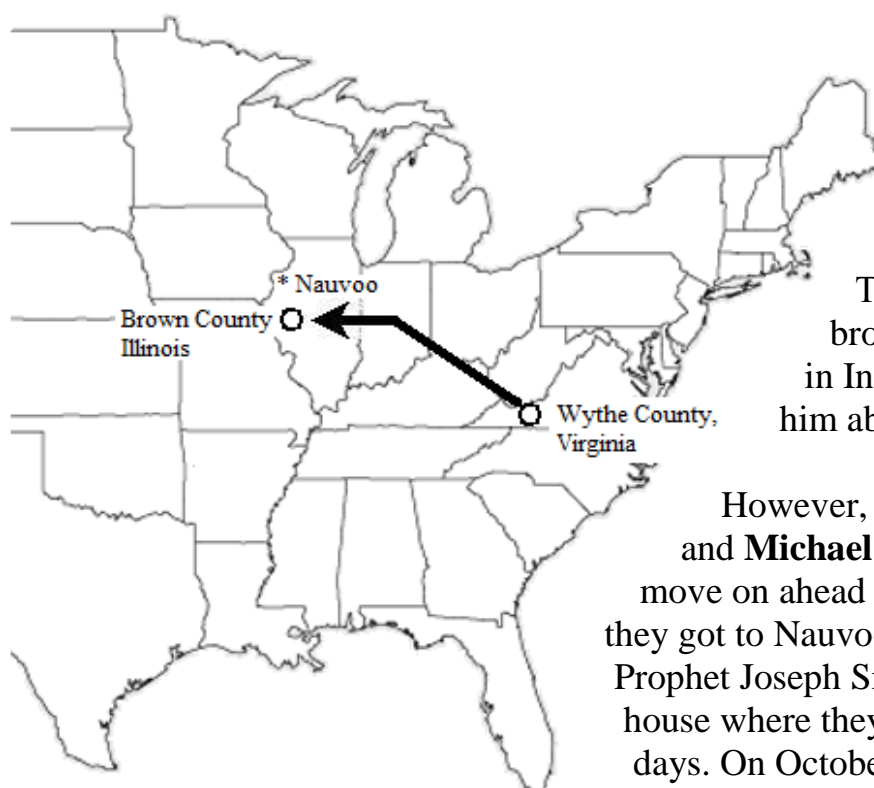 * Nauvoo
Brown County
Illinois
Wythe County,
Virginia
T
bro
in In
him ab
However,
and Michael
move on ahead
they got to Nauvo
Prophet Joseph Si
house where they
days. On Octobe